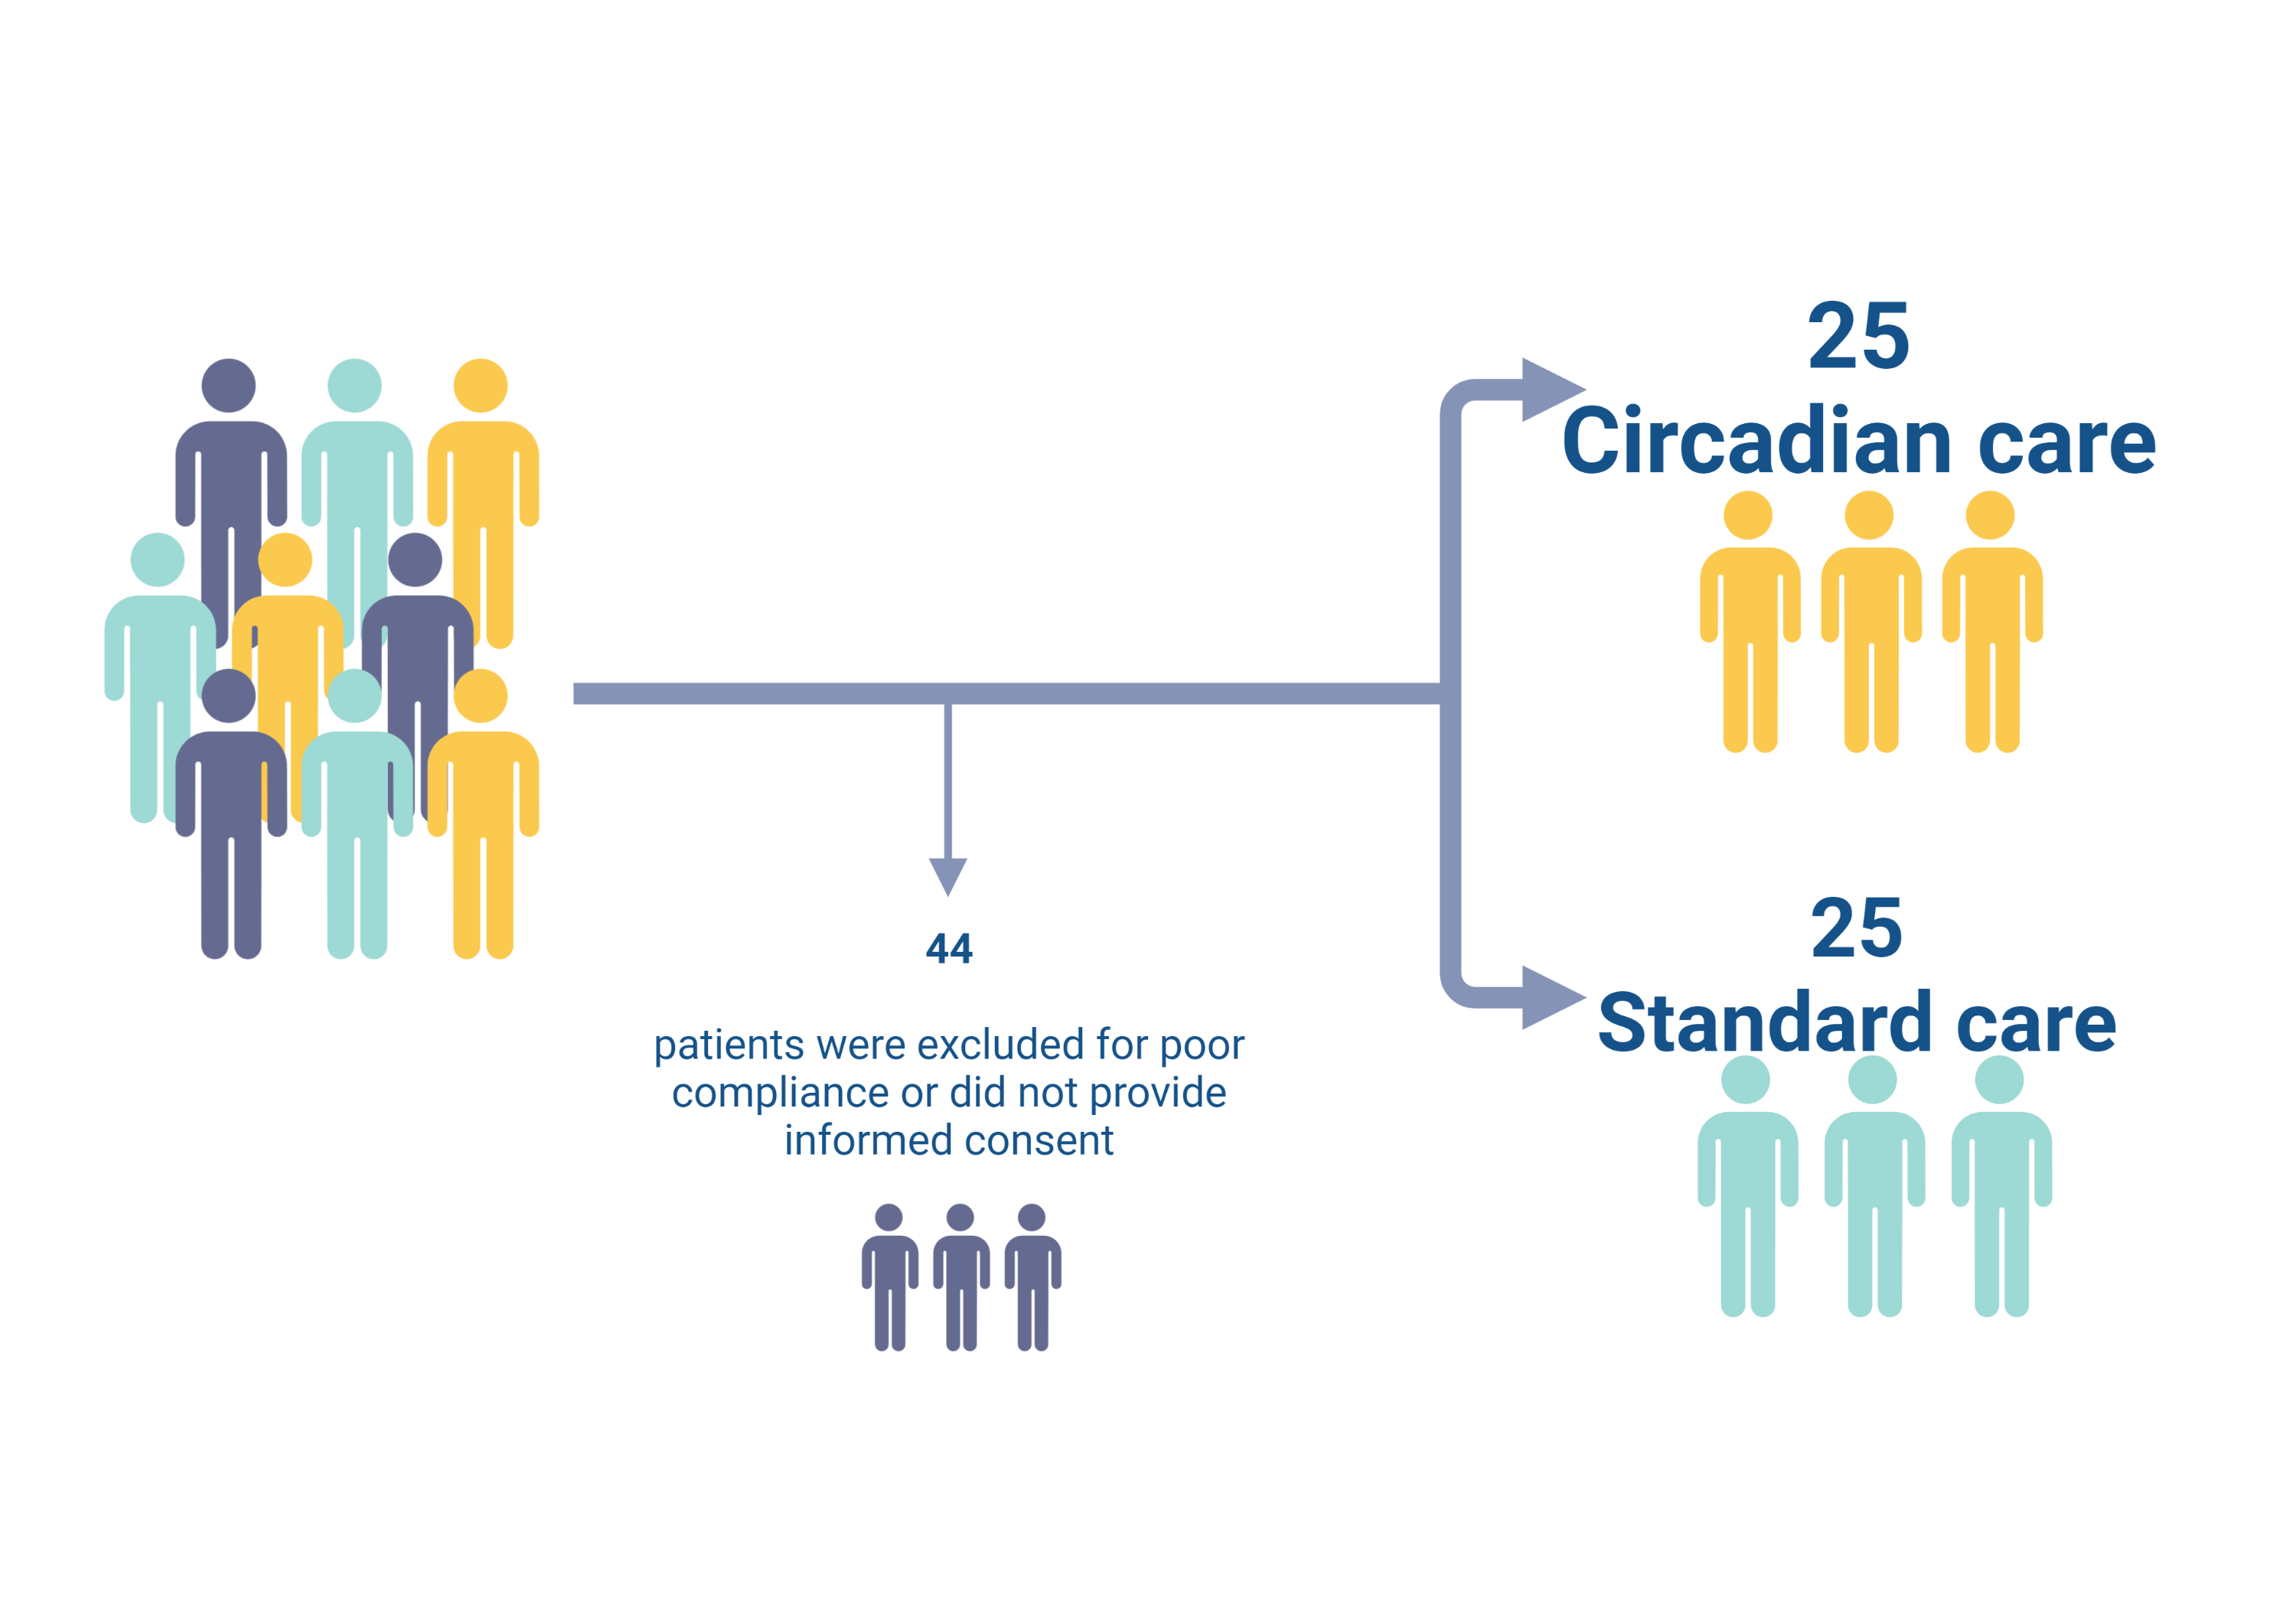 25
Circadian care
44
patients were excluded for poor
compliance or did not provide
informed consent
25
Standard care